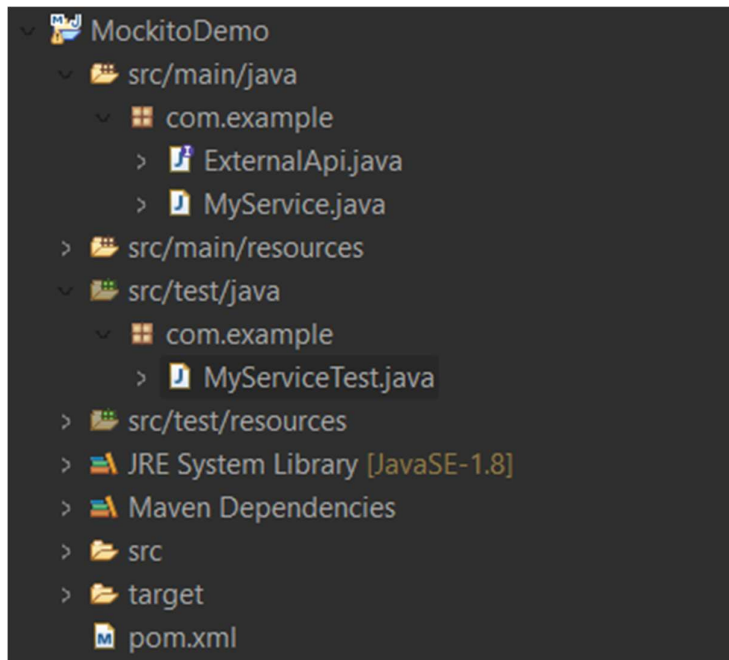 MockitoDemo
src/main/java
com.example
ExternalApi.java
MyService.java
src/main/resources
src/test/java
com.example
MyServiceTest.java
src/test/resources
JRE System Library [JavaSE-1.8]
Maven Dependencies
src
target
pom.xml